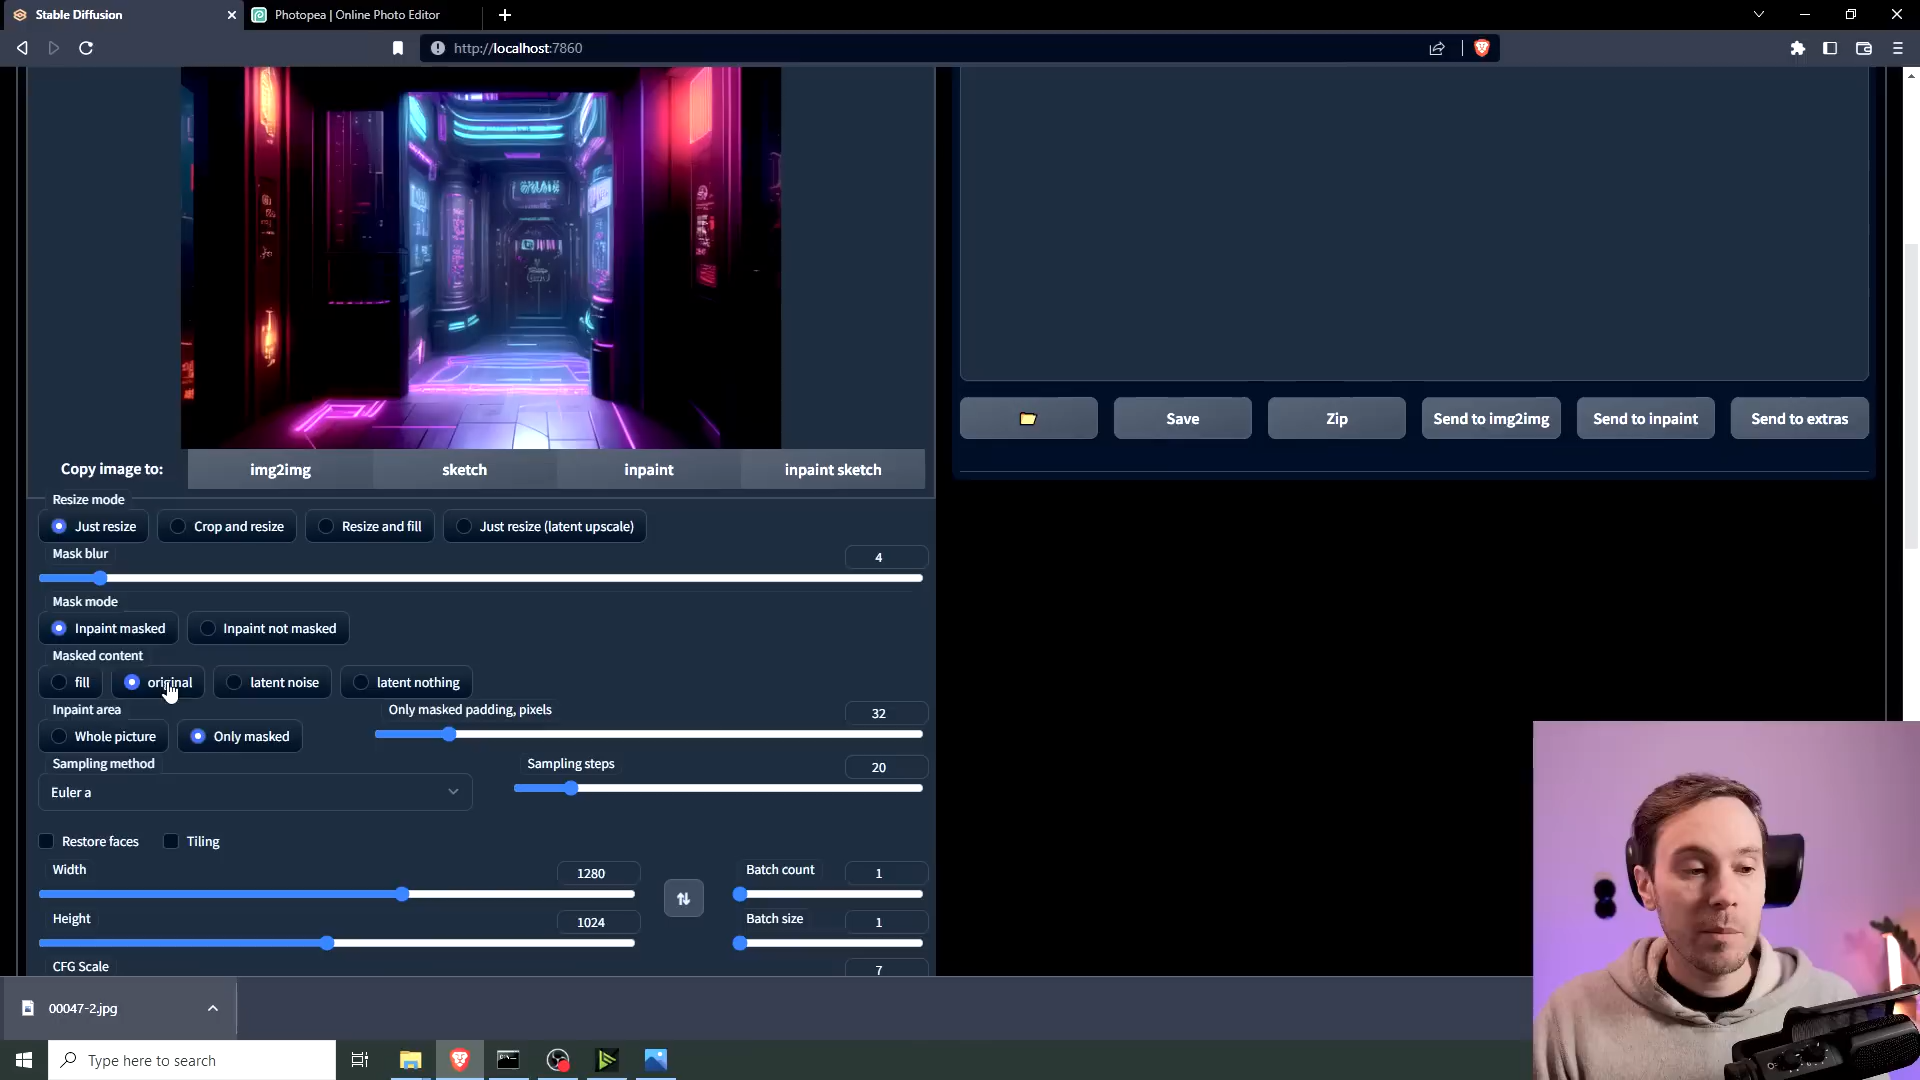 Stable Diffusion
Photopea | Online Photo Editor
http://localhost:7860
Copy image to:
img2img
sketch
inpaint
inpaint sketch
Save
Zip
Send to img2img
Send to inpaint
Send to extras
Resize mode
Just resize
Crop and resize
Resize and fill
Just resize (latent upscale)
Mask blur
4
Mask mode
Inpaint masked
Inpaint not masked
Masked content
fill
original
latent noise
latent nothing
Inpaint area
Only masked padding, pixels
32
Whole picture
Only masked
Sampling method
Sampling steps
20
Euler a
Restore faces
Tiling
Width
1280
Batch count
1
Height
1024
Batch size
1
CFG Scale
7
00047-2.jpg
Type here to search